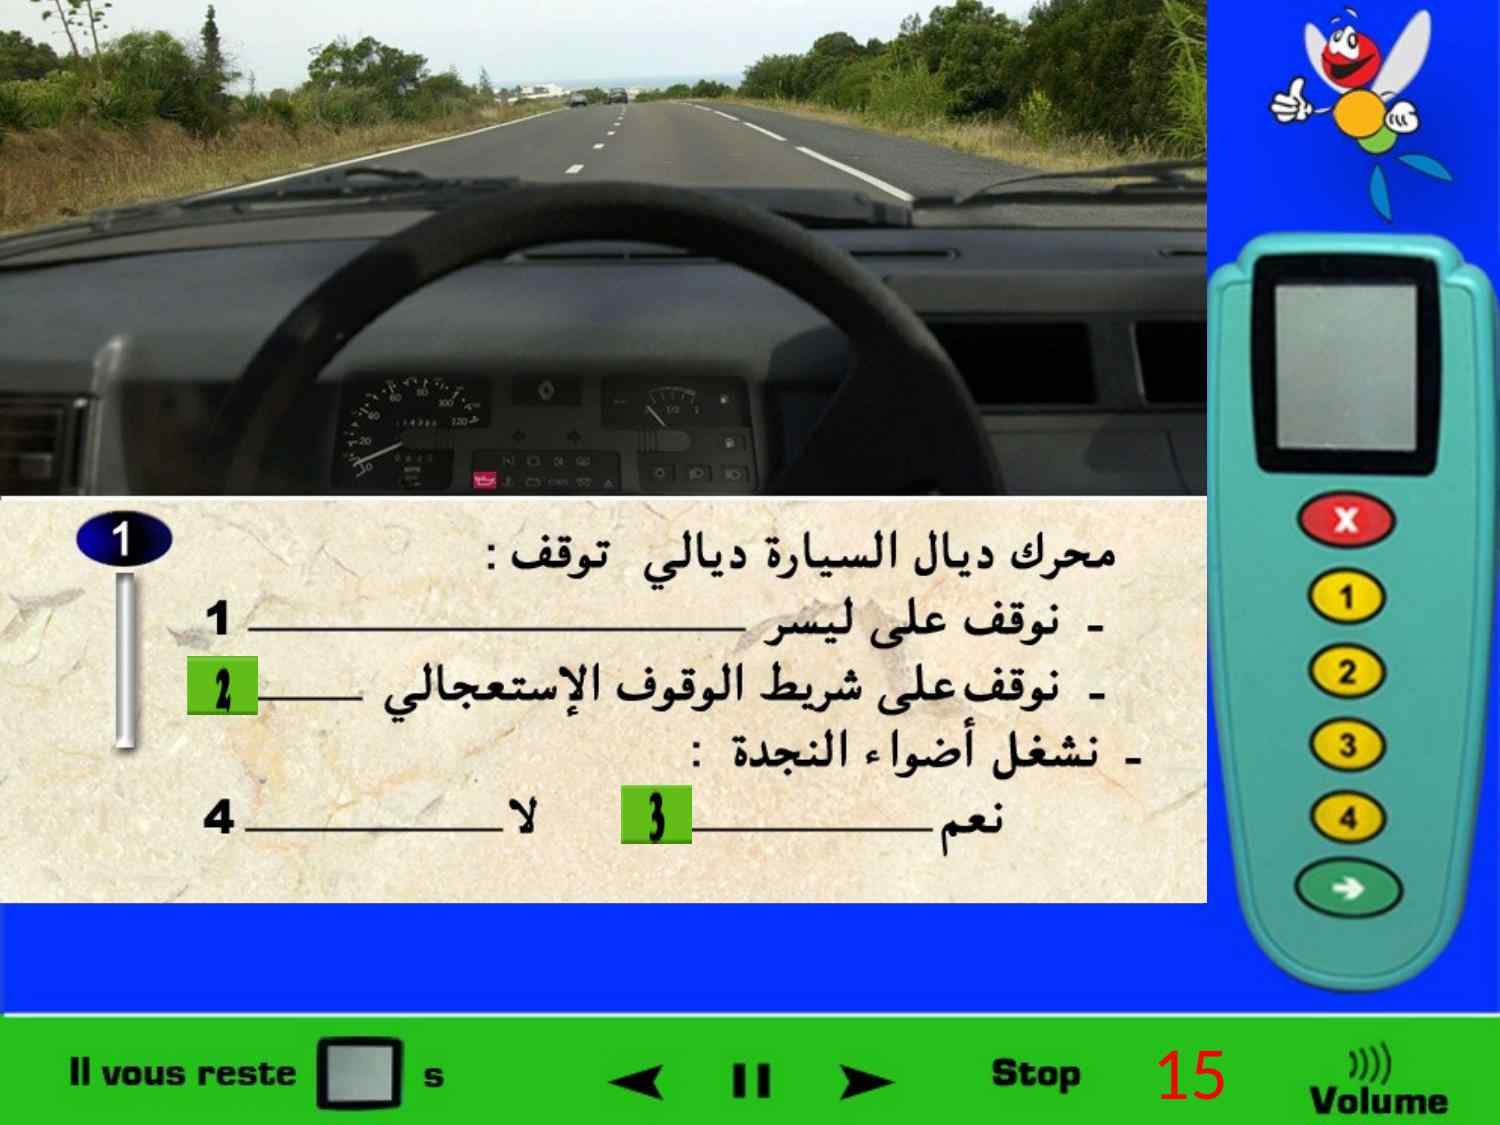 1
محرك ديال السيارة ديالي توقف :
- نوقف على ليسر 1
- نوقف على شريط الوقوف الإستعجالي 2
- نشغل أضواء النجدة :
نعم 3 لا 4
X
1
2
3
4
Il vous reste s
Stop
15
Volume